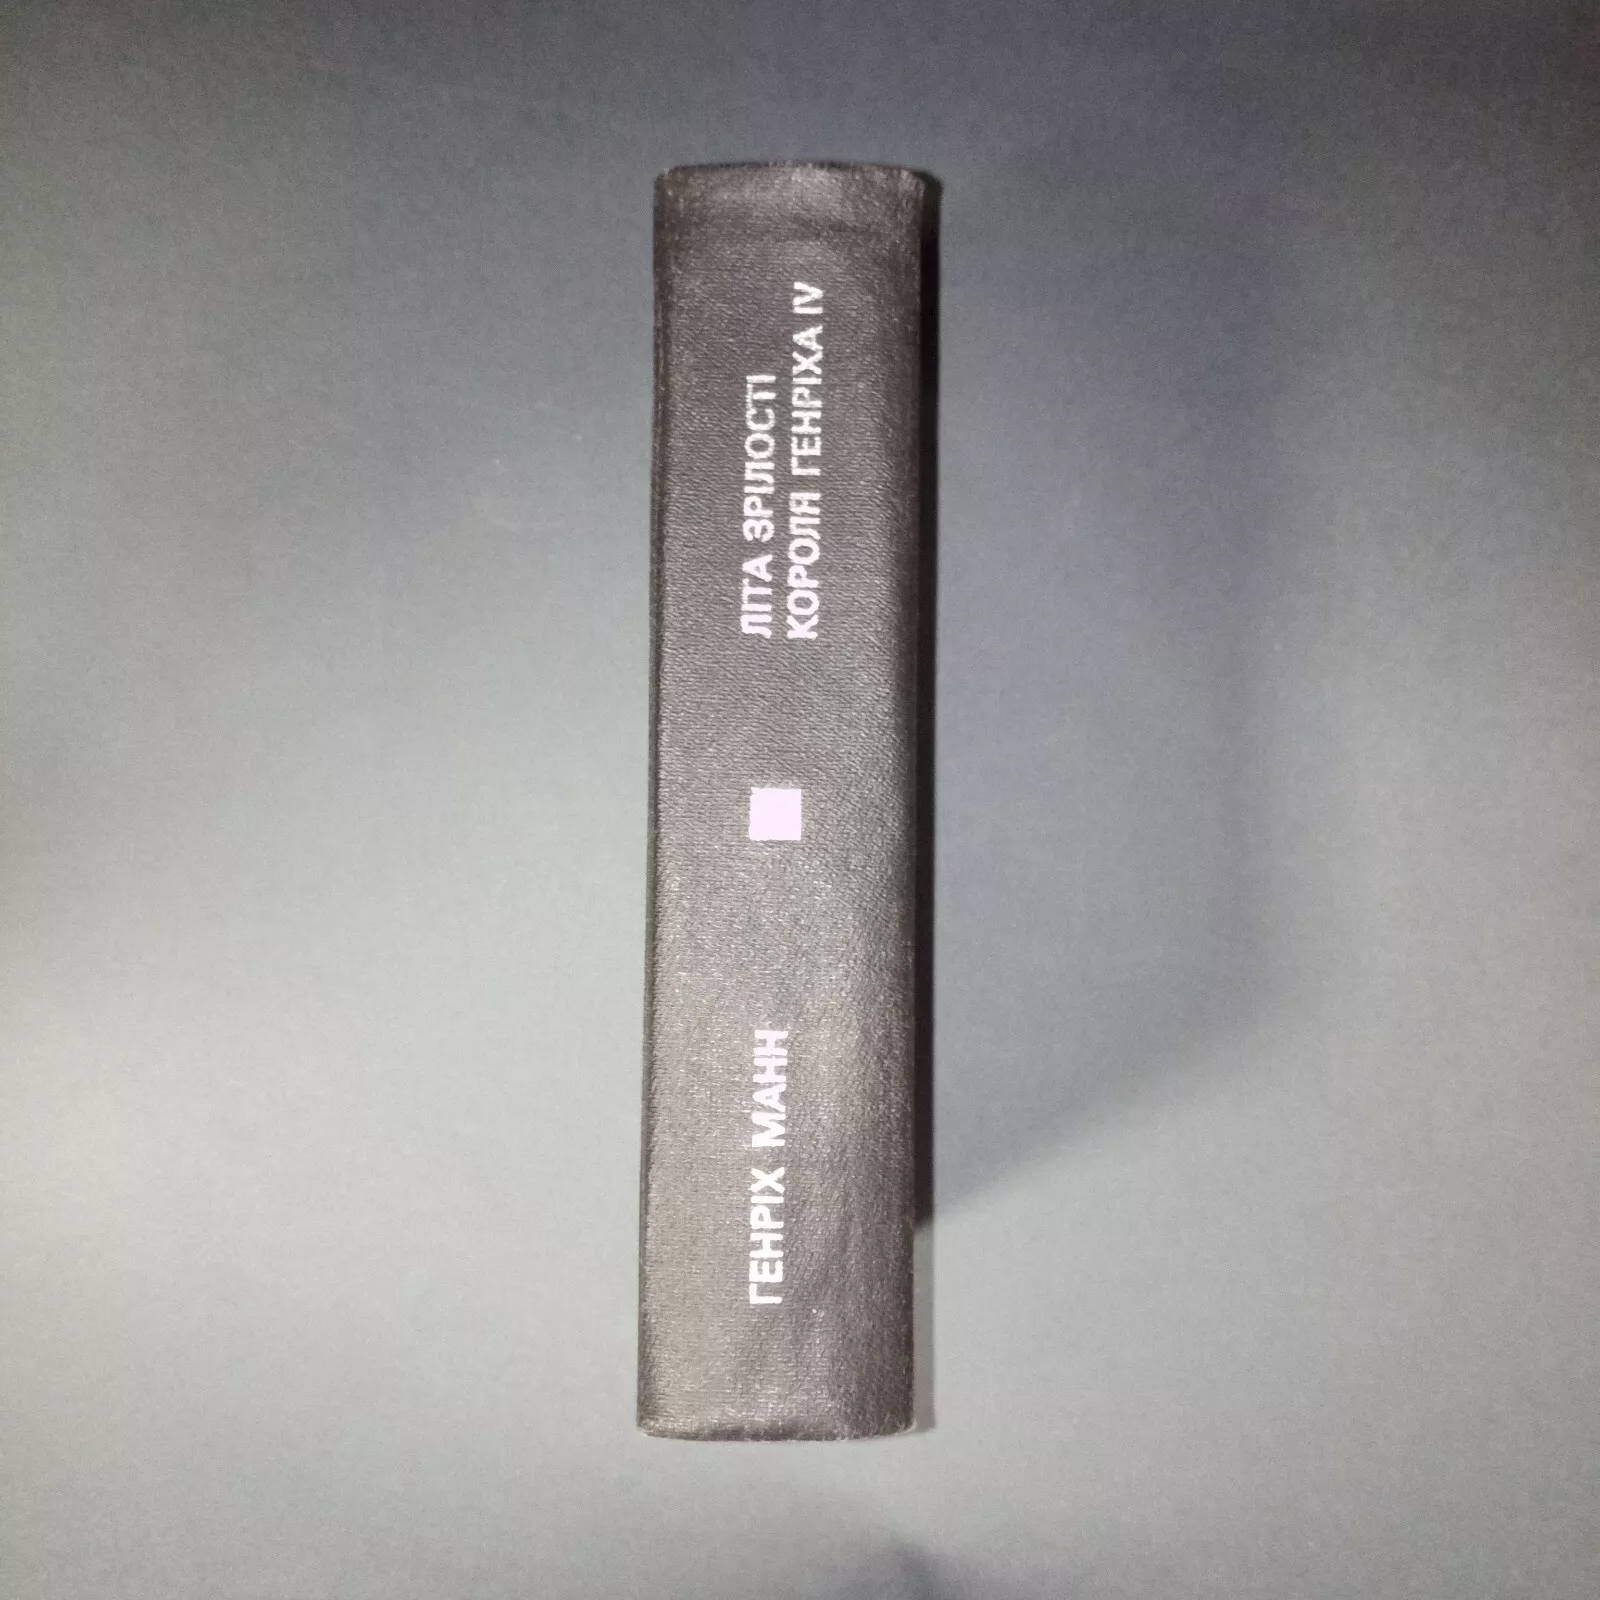 ГЕНРІХ МАНН
ЛІТА ЗРІЛОСТІ
КОРОЛЯ ГЕНРІХА IV